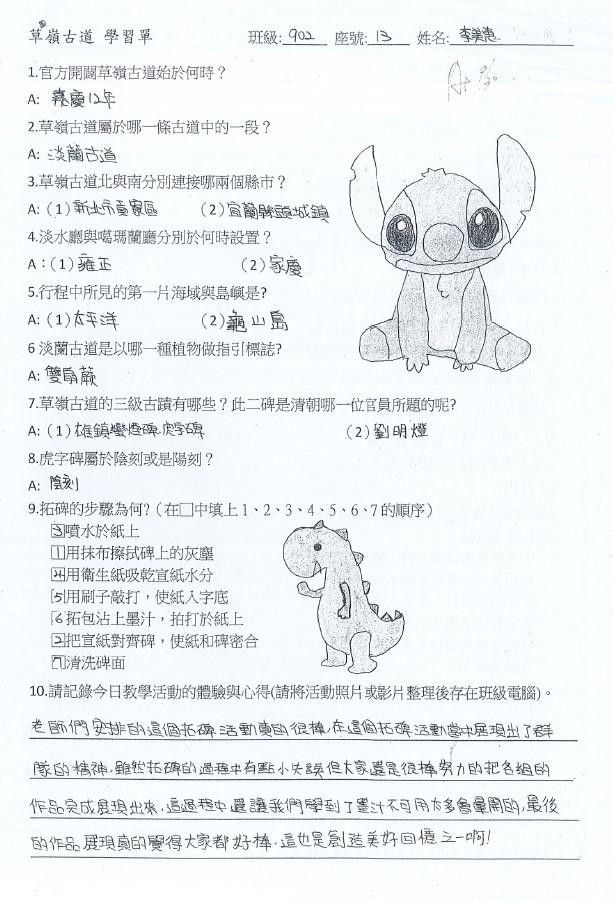 草嶺古道 學習單 班級: 902 座號: 13 姓名: 李美惠
A+
1.官方開闢草嶺古道始於何時？
A: 嘉慶12年
2.草嶺古道屬於哪一條古道中的一段？
A: 淡蘭古道
3.草嶺古道北與南分別連接哪兩個縣市？
A: (1) 新北市貢寮區 (2) 宜蘭縣頭城鎮
4.淡水廳與噶瑪蘭廳分別於何時設置？
A：(1) 雍正 (2) 家慶
5.行程中所見的第一片海域與島嶼是?
A: (1) 太平洋 (2) 龜山島
6 淡蘭古道是以哪一種植物做指引標誌?
A: 雙扇蕨
7.草嶺古道的三級古蹟有哪些？此二碑是清朝哪一位官員所題的呢?
A: (1) 雄鎮蠻煙碑.虎字碑 (2) 劉明燈
8.虎字碑屬於陰刻或是陽刻？
A: 陰刻
9.拓碑的步驟為何?（在□中填上 1、2、3、4、5、6、7 的順序）
3噴水於紙上
1用抹布擦拭碑上的灰塵
4用衛生紙吸乾宣紙水分
5用刷子敲打，使紙入字底
6拓包沾上墨汁，拍打於紙上
2把宣紙對齊碑，使紙和碑密合
7清洗碑面
10.請記錄今日教學活動的體驗與心得(請將活動照片或影片整理後存在班級電腦)。
老師們安排的這個拓碑活動真的很棒,在這個拓碑活動當中展現出了群
隊的精神,雖然拓碑的過程中有點小失誤但大家還是很棒努力的把各組的
作品完成展現出來,這過程中還讓我們學到了墨汁不可用太多會暈開的,最後
的作品展現真的覺得大家都好棒,這也是創造美好回憶之一啊!